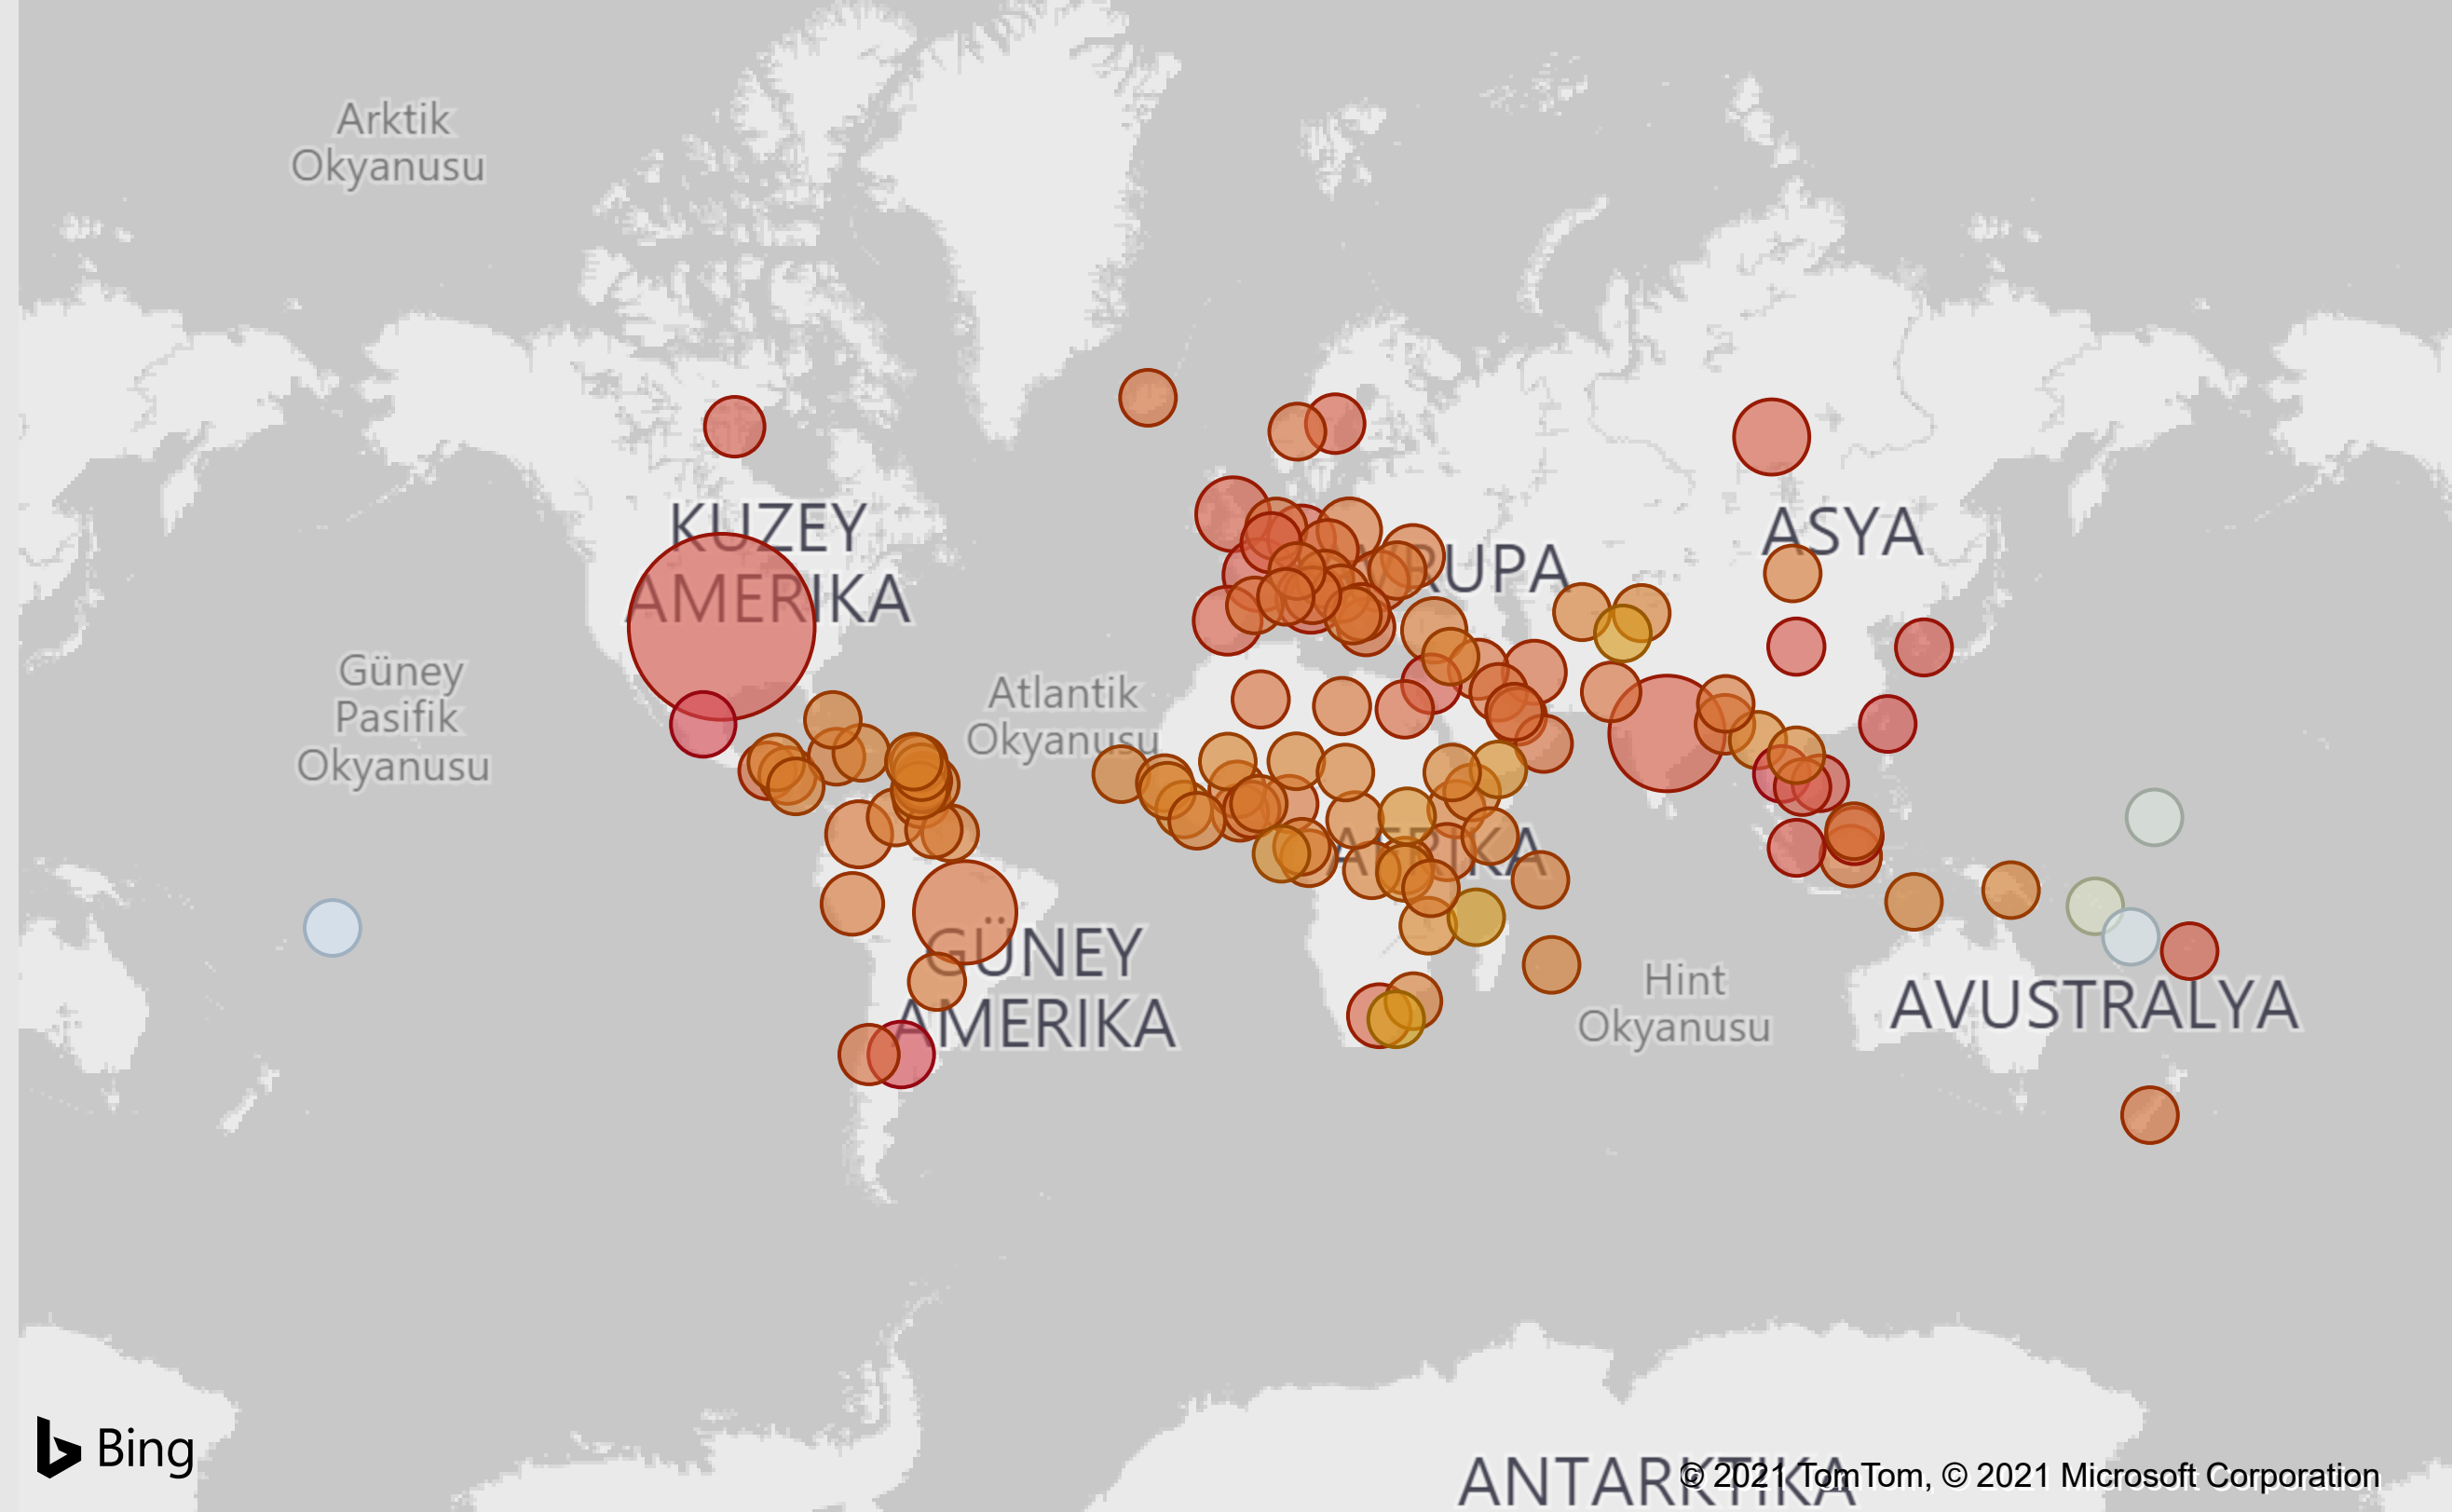 Arktik
Okyanusu
KUZEY
AMERIKA
ASYA
Güney
Pasifik
Okyanusu
Atlantik
Okyanusu
AFRIKA
GÜNEY
AMERIKA
Hint
Okyanusu
AVUSTRALYA
Bing
ANTARKTIKA
© 2021 TomTom, © 2021 Microsoft Corporation